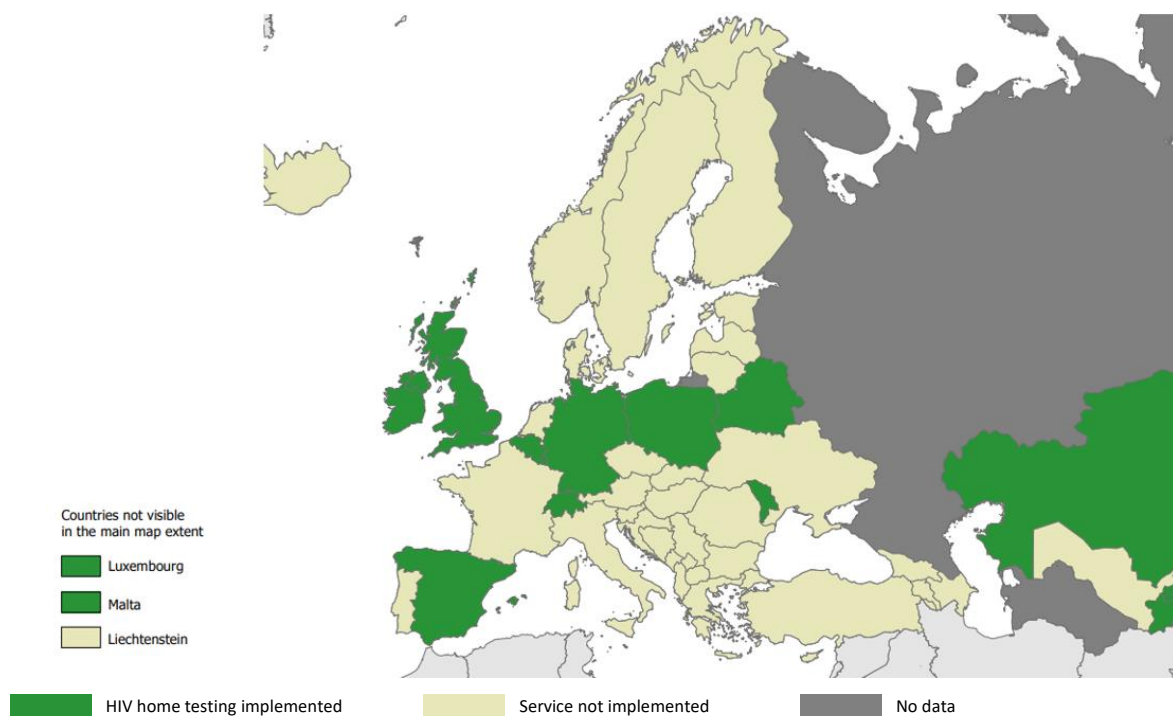 Countries not visible
in the main map extent
Luxembourg
Malta
Liechtenstein
HIV home testing implemented
Service not implemented
No data